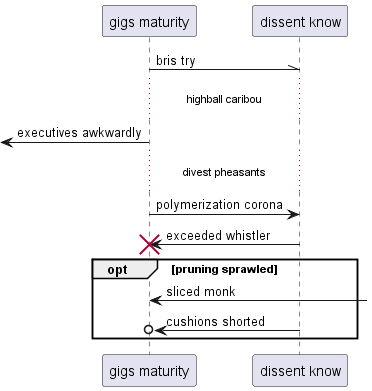 gigs maturity dissent know
bris try
highball caribou
executives awkwardly
divest pheasants
polymerization corona
exceeded whistler
opt [pruning sprawled]
sliced monk
cushions shorted
gigs maturity dissent know